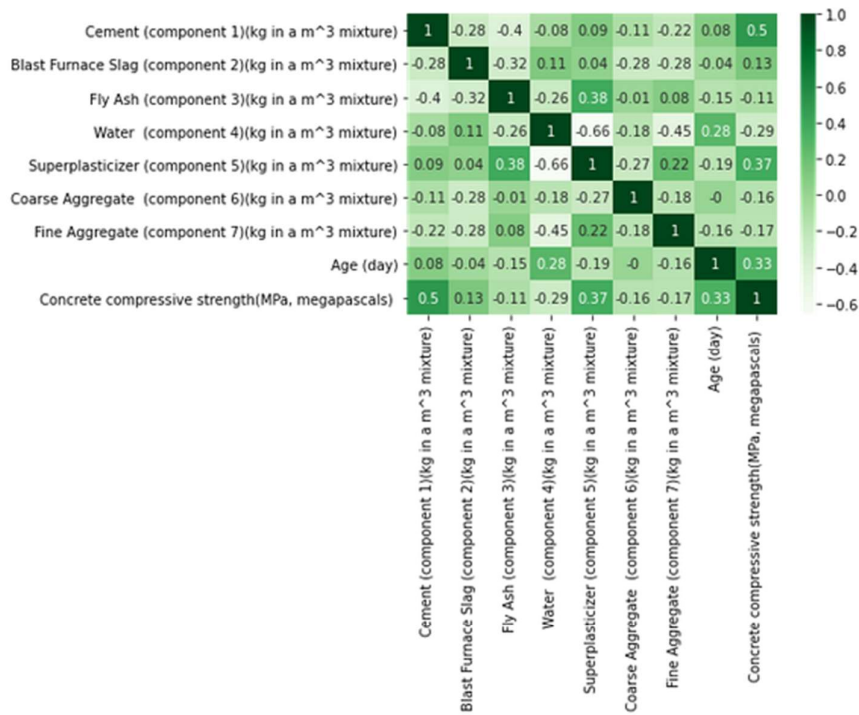 Cement (component 1)(kg in a m^3 mixture) 1 -0.28 -0.4 -0.08 0.09 -0.11 -0.22 0.08 0.5
Blast Furnace Slag (component 2)(kg in a m^3 mixture) -0.28 1 -0.32 0.11 0.04 -0.28 -0.28 -0.04 0.13
Fly Ash (component 3)(kg in a m^3 mixture) -0.4 -0.32 1 -0.26 0.38 -0.01 0.08 -0.15 -0.11
Water (component 4)(kg in a m^3 mixture) -0.08 0.11 -0.26 1 -0.66 -0.18 -0.45 0.28 -0.29
Superplasticizer (component 5)(kg in a m^3 mixture) 0.09 0.04 0.38 -0.66 1 -0.27 0.22 -0.19 0.37
Coarse Aggregate (component 6)(kg in a m^3 mixture) -0.11 -0.28 -0.01 -0.18 -0.27 1 -0.18 -0 -0.16
Fine Aggregate (component 7)(kg in a m^3 mixture) -0.22 -0.28 0.08 -0.45 0.22 -0.18 1 -0.16 -0.17
Age (day) 0.08 -0.04 -0.15 0.28 -0.19 -0 -0.16 1 0.33
Concrete compressive strength(MPa, megapascals) 0.5 0.13 -0.11 -0.29 0.37 -0.16 -0.17 0.33 1
Cement (component 1)(kg in a m^3 mixture)
Blast Furnace Slag (component 2)(kg in a m^3 mixture)
Fly Ash (component 3)(kg in a m^3 mixture)
Water (component 4)(kg in a m^3 mixture)
Superplasticizer (component 5)(kg in a m^3 mixture)
Coarse Aggregate (component 6)(kg in a m^3 mixture)
Fine Aggregate (component 7)(kg in a m^3 mixture)
Age (day)
Concrete compressive strength(MPa, megapascals)
1.0
0.8
0.6
0.4
0.2
0.0
−0.2
−0.4
−0.6